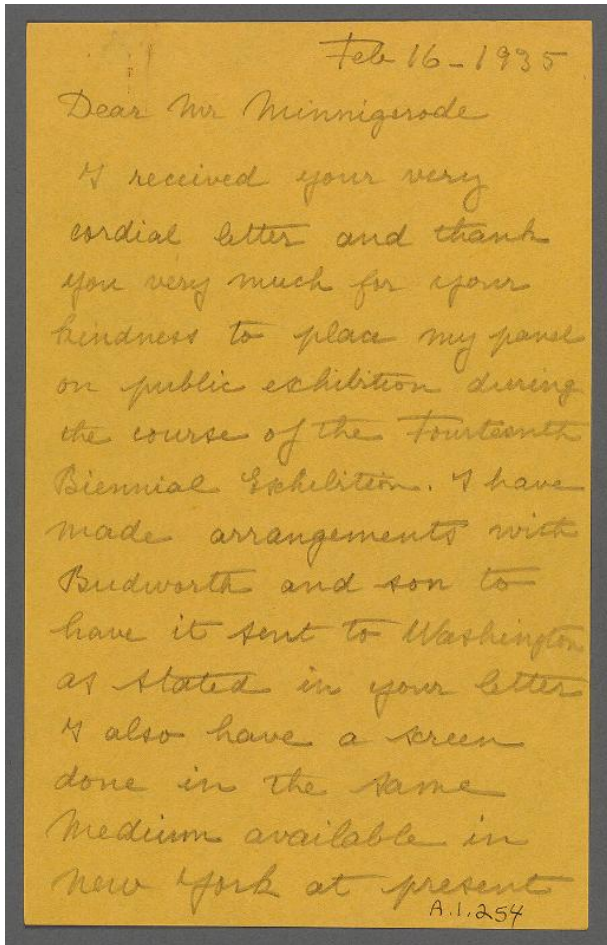 Feb 16 - 1935
Dear Mr Minnigerode
I received your very
cordial letter and thank
you very much for your
kindness to place my panel
on public exhibition during
the course of the Fourteenth
Biennial Exhibition. I have
made arrangements with
Budworth and son to
have it sent to Washington
as stated in your letter
I also have a screen
done in the same
medium available in
new York at present
A.1.254